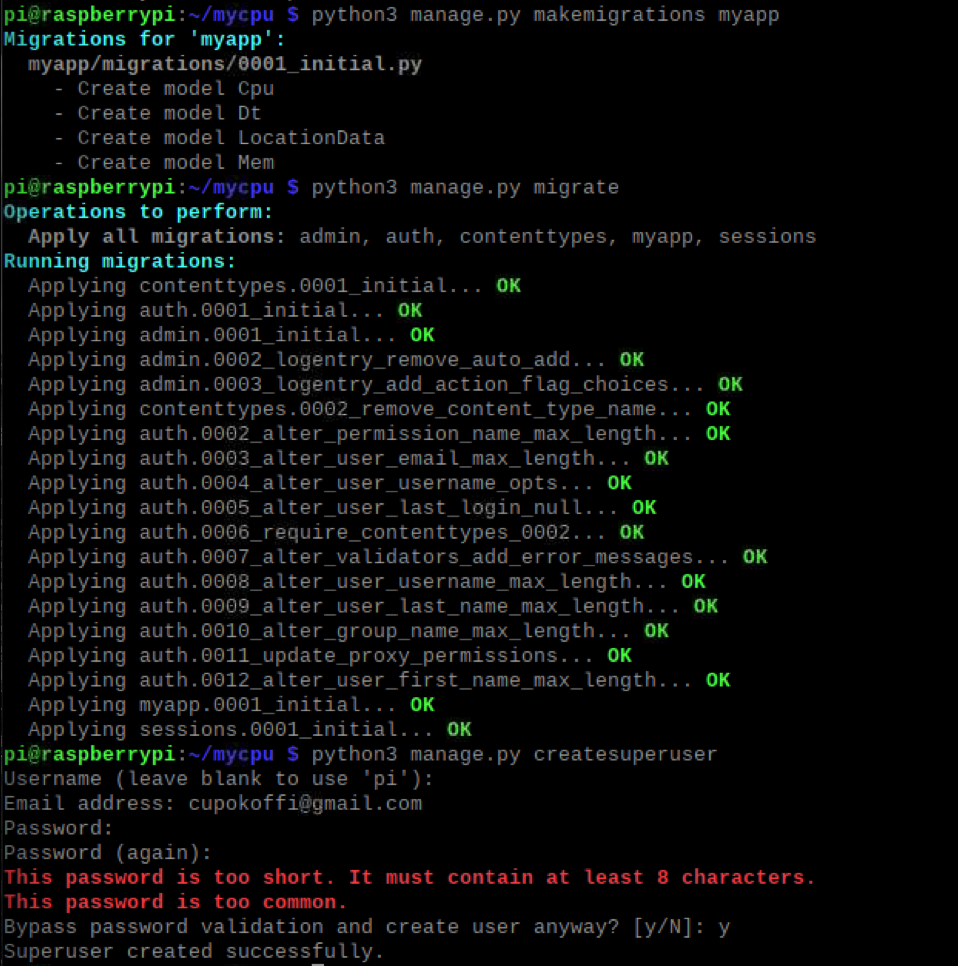 pi@raspberrypi:~/mycpu $ python3 manage.py makemigrations myapp
Migrations for 'myapp':
  myapp/migrations/0001_initial.py
    - Create model Cpu
    - Create model Dt
    - Create model LocationData
    - Create model Mem
pi@raspberrypi:~/mycpu $ python3 manage.py migrate
Operations to perform:
  Apply all migrations: admin, auth, contenttypes, myapp, sessions
Running migrations:
  Applying contenttypes.0001_initial... OK
  Applying auth.0001_initial... OK
  Applying admin.0001_initial... OK
  Applying admin.0002_logentry_remove_auto_add... OK
  Applying admin.0003_logentry_add_action_flag_choices... OK
  Applying contenttypes.0002_remove_content_type_name... OK
  Applying auth.0002_alter_permission_name_max_length... OK
  Applying auth.0003_alter_user_email_max_length... OK
  Applying auth.0004_alter_user_username_opts... OK
  Applying auth.0005_alter_user_last_login_null... OK
  Applying auth.0006_require_contenttypes_0002... OK
  Applying auth.0007_alter_validators_add_error_messages... OK
  Applying auth.0008_alter_user_username_max_length... OK
  Applying auth.0009_alter_user_last_name_max_length... OK
  Applying auth.0010_alter_group_name_max_length... OK
  Applying auth.0011_update_proxy_permissions... OK
  Applying auth.0012_alter_user_first_name_max_length... OK
  Applying myapp.0001_initial... OK
  Applying sessions.0001_initial... OK
pi@raspberrypi:~/mycpu $ python3 manage.py createsuperuser
Username (leave blank to use 'pi'):
Email address: cupokoffi@gmail.com
Password:
Password (again):
This password is too short. It must contain at least 8 characters.
This password is too common.
Bypass password validation and create user anyway? [y/N]: y
Superuser created successfully.